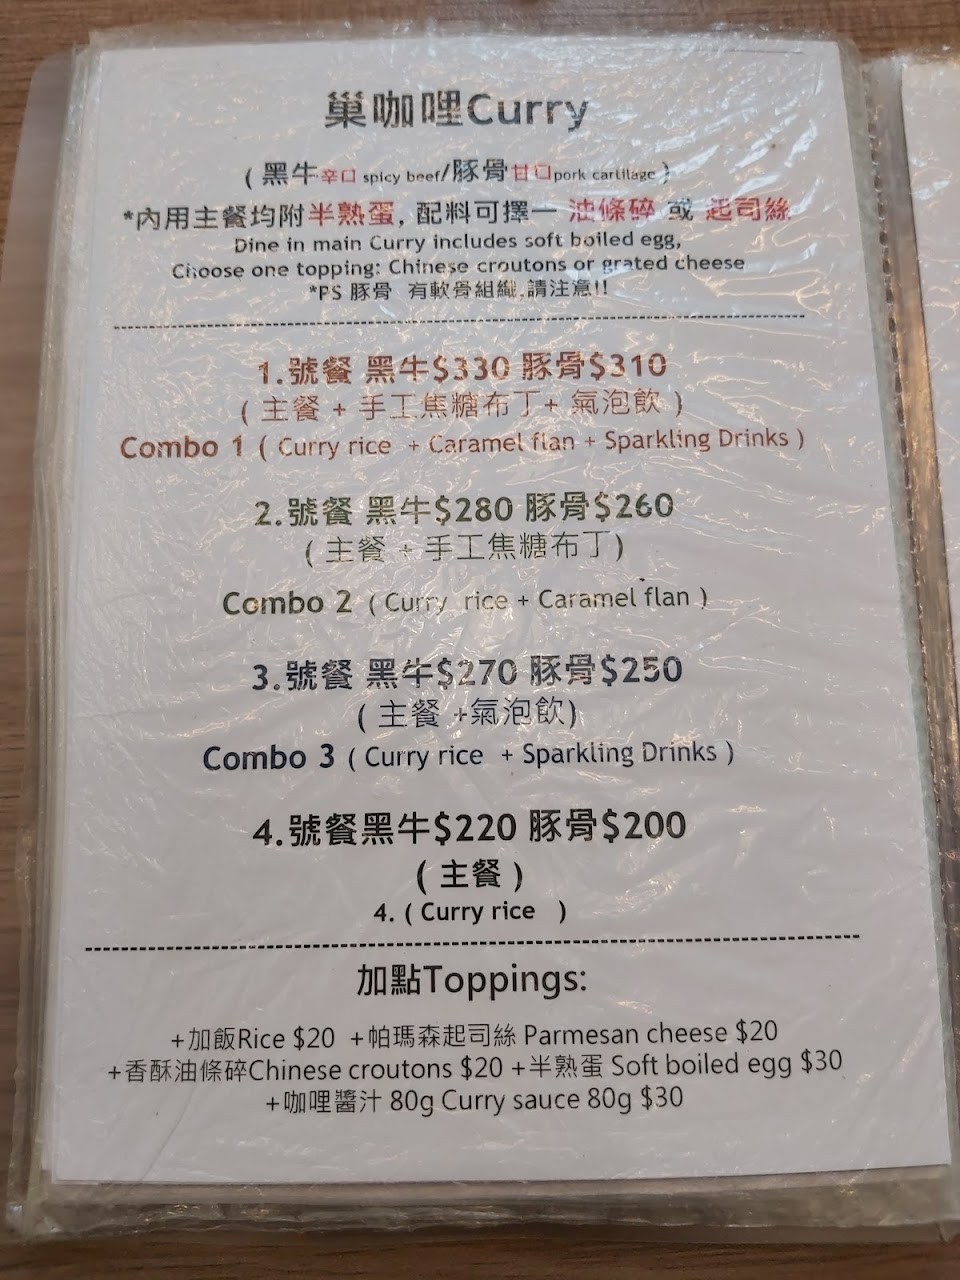 巢咖哩Curry
( 黑牛辛口 spicy beef/豚骨甘口pork cartilage )
*內用主餐均附半熟蛋, 配料可擇一 油條碎 或 起司絲
Dine in main Curry includes soft boiled egg,
Choose one topping: Chinese croutons or grated cheese
*PS 豚骨 有軟骨組織,請注意!!
1.號餐 黑牛$330 豚骨$310
( 主餐 + 手工焦糖布丁+ 氣泡飲 )
Combo 1 ( Curry rice + Caramel flan + Sparkling Drinks )
2.號餐 黑牛$280 豚骨$260
( 主餐 + 手工焦糖布丁)
Combo 2 ( Curry rice + Caramel flan )
3.號餐 黑牛$270 豚骨$250
( 主餐 +氣泡飲)
Combo 3 ( Curry rice + Sparkling Drinks )
4.號餐黑牛$220 豚骨$200
( 主餐 )
4. ( Curry rice )
加點Toppings:
+加飯Rice $20 +帕瑪森起司絲 Parmesan cheese $20
+香酥油條碎Chinese croutons $20 +半熟蛋 Soft boiled egg $30
+咖哩醬汁 80g Curry sauce 80g $30